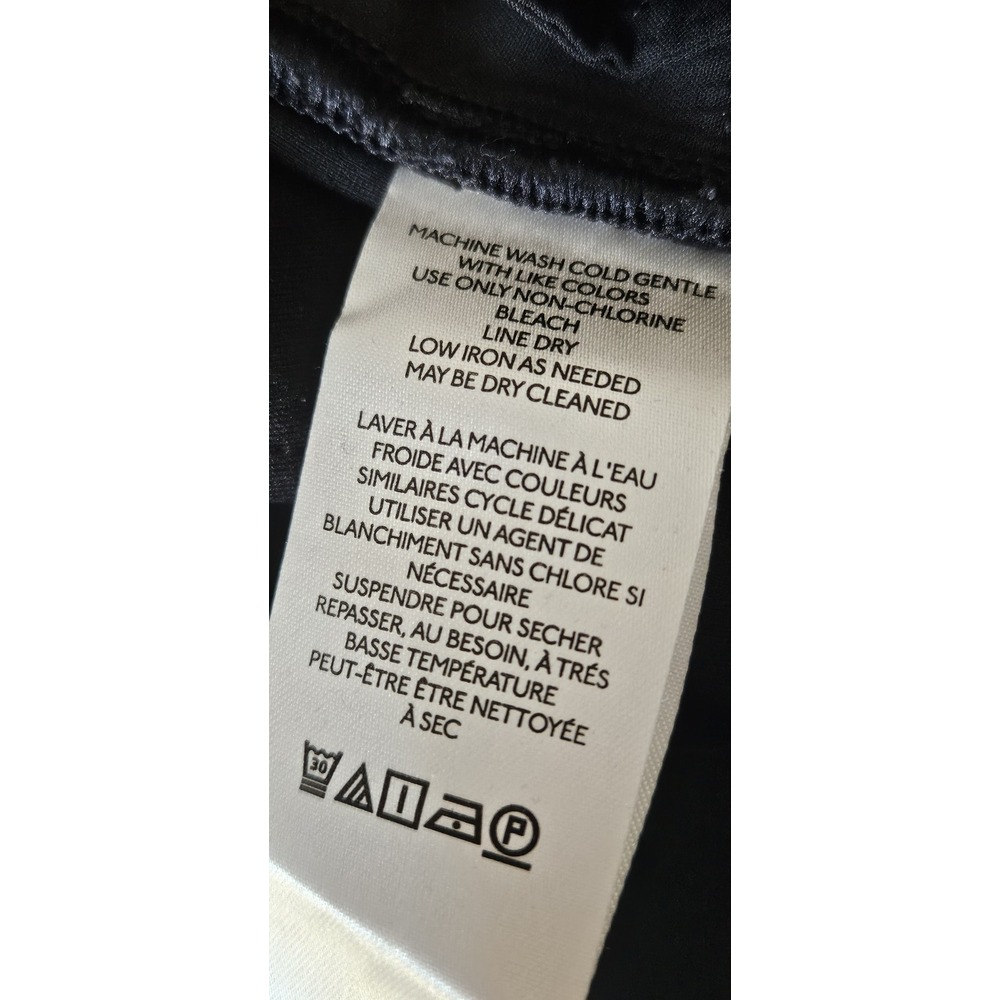 MACHINE WASH COLD GENTLE
WITH LIKE COLORS
USE ONLY NON-CHLORINE
BLEACH
LINE DRY
LOW IRON AS NEEDED
MAY BE DRY CLEANED
LAVER À LA MACHINE À L'EAU
FROIDE AVEC COULEURS
SIMILAIRES CYCLE DÉLICAT
UTILISER UN AGENT DE
BLANCHIMENT SANS CHLORE SI
NÉCESSAIRE
SUSPENDRE POUR SECHER
REPASSER, AU BESOIN, À TRÉS
BASSE TEMPÉRATURE
PEUT-ÊTRE ÊTRE NETTOYÉE
À SEC
30 P